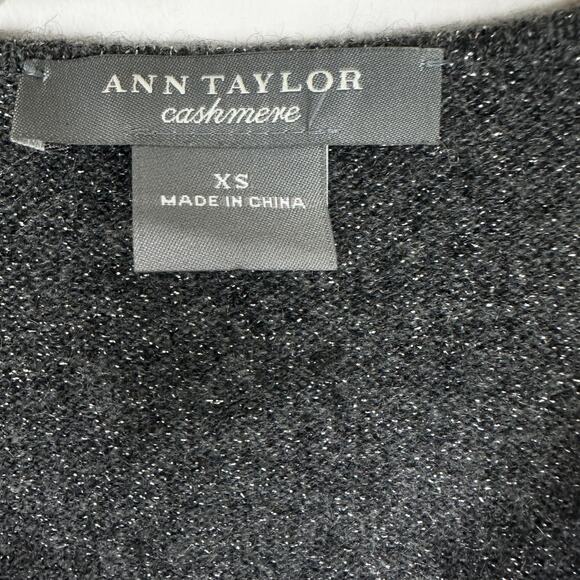 ANN TAYLOR
cashmere
XS
MADE IN CHINA